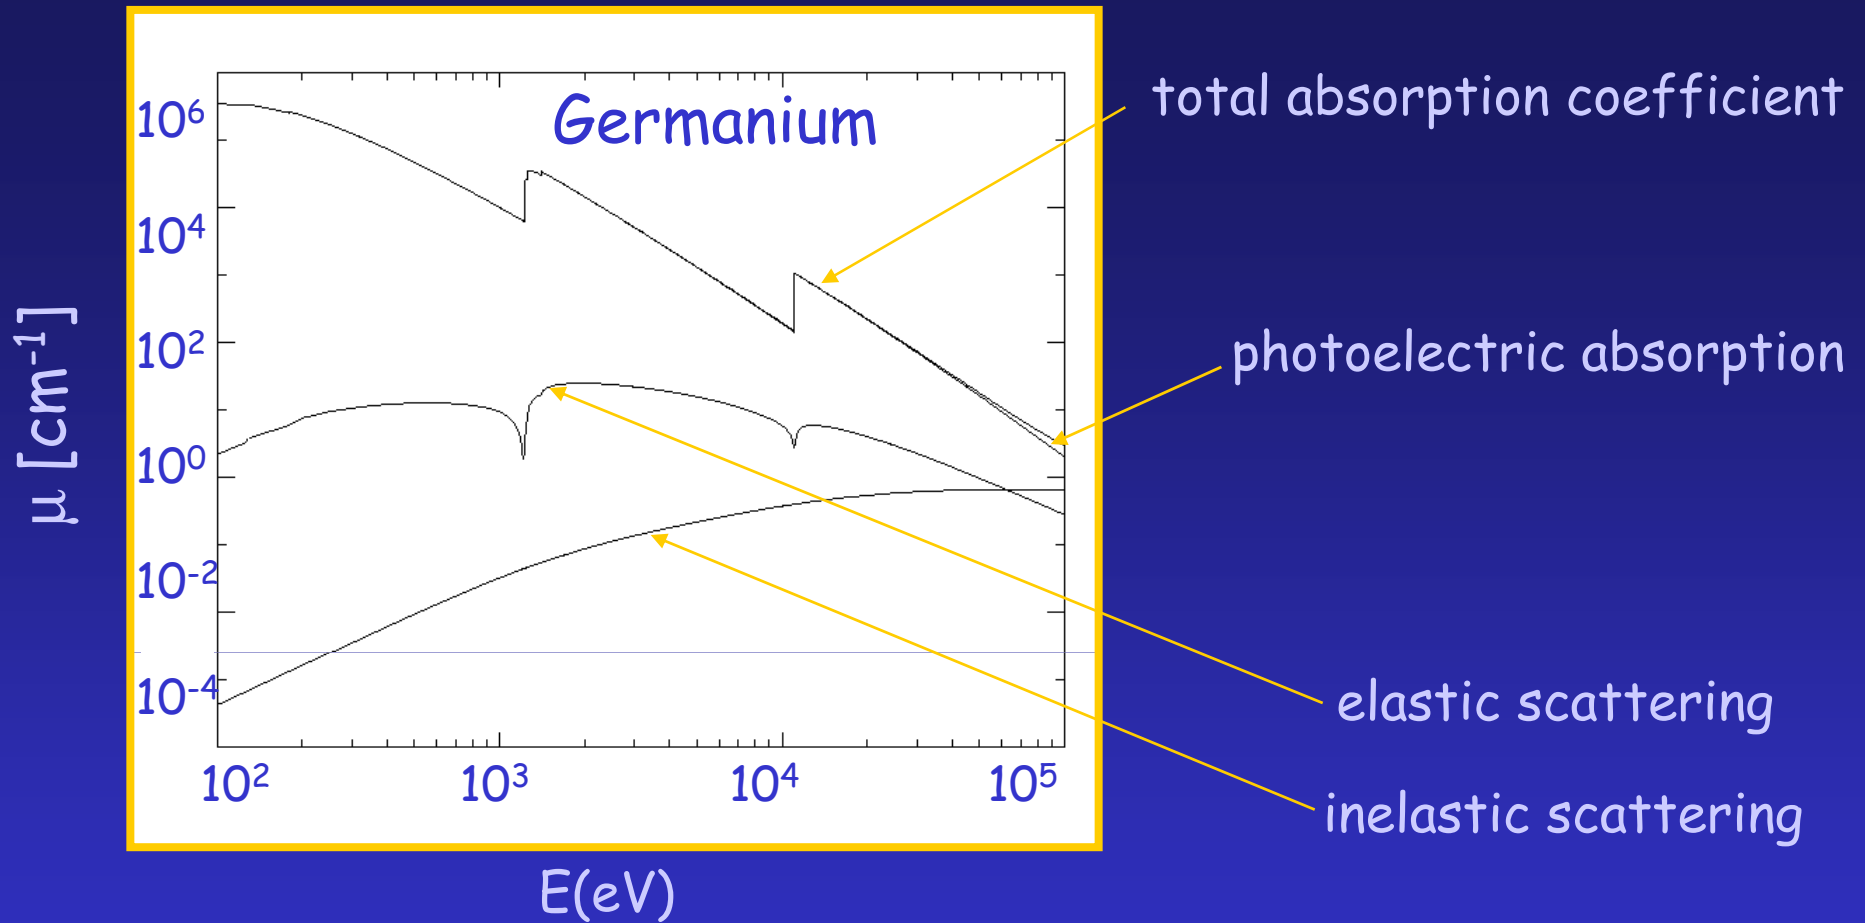 Germanium
total absorption coefficient
photoelectric absorption
elastic scattering
inelastic scattering
μ [cm⁻¹]
10⁶
10⁴
10²
10⁰
10⁻²
10⁻⁴
10² 10³ 10⁴ 10⁵
E(eV)